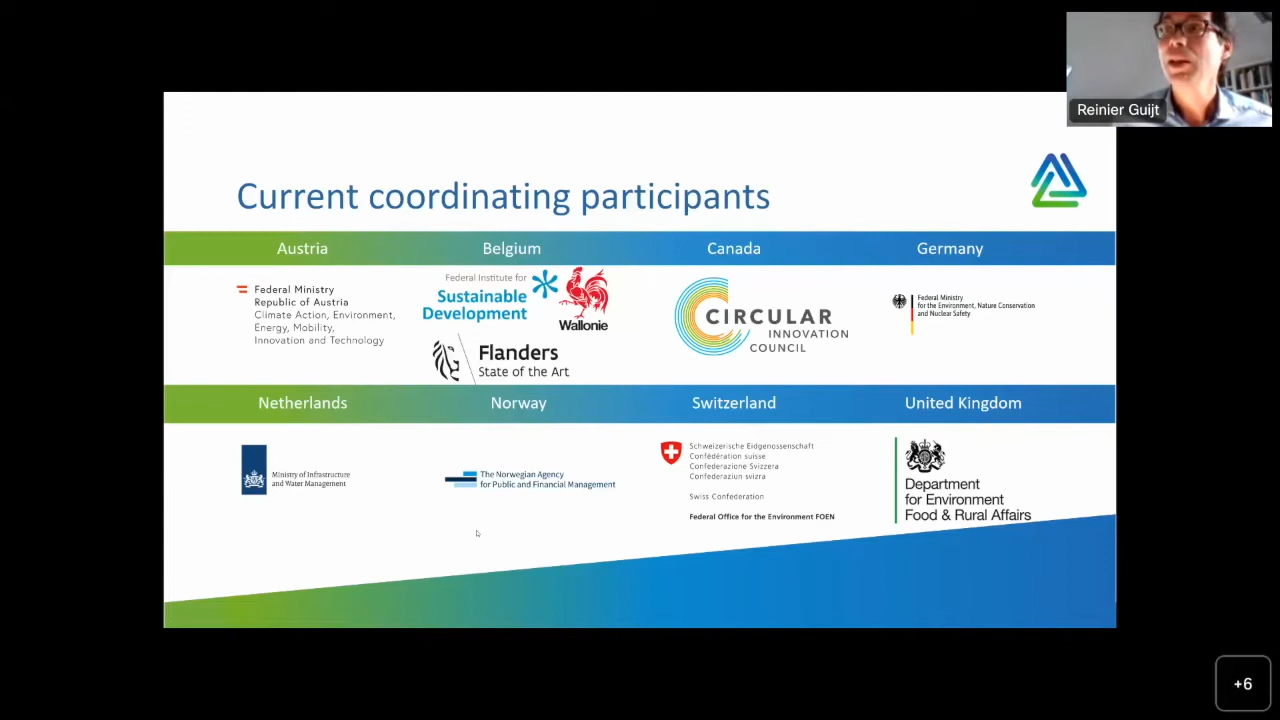 Reinier Guijt
Current coordinating participants
Austria
Belgium
Canada
Germany
Federal Ministry
Republic of Austria
Climate Action, Environment,
Energy, Mobility,
Innovation and Technology
Federal Institute for
Sustainable
Development
Wallonie
Flanders
State of the Art
CIRCULAR
INNOVATION
COUNCIL
Federal Ministry
for the Environment, Nature Conservation
and Nuclear Safety
Netherlands
Norway
Switzerland
United Kingdom
Ministry of Infrastructure
and Water Management
The Norwegian Agency
for Public and Financial Management
Schweizerische Eidgenossenschaft
Confédération suisse
Confederazione Svizzera
Confederaziun svizra
Swiss Confederation
Federal Office for the Environment FOEN
Department
for Environment
Food & Rural Affairs
+6